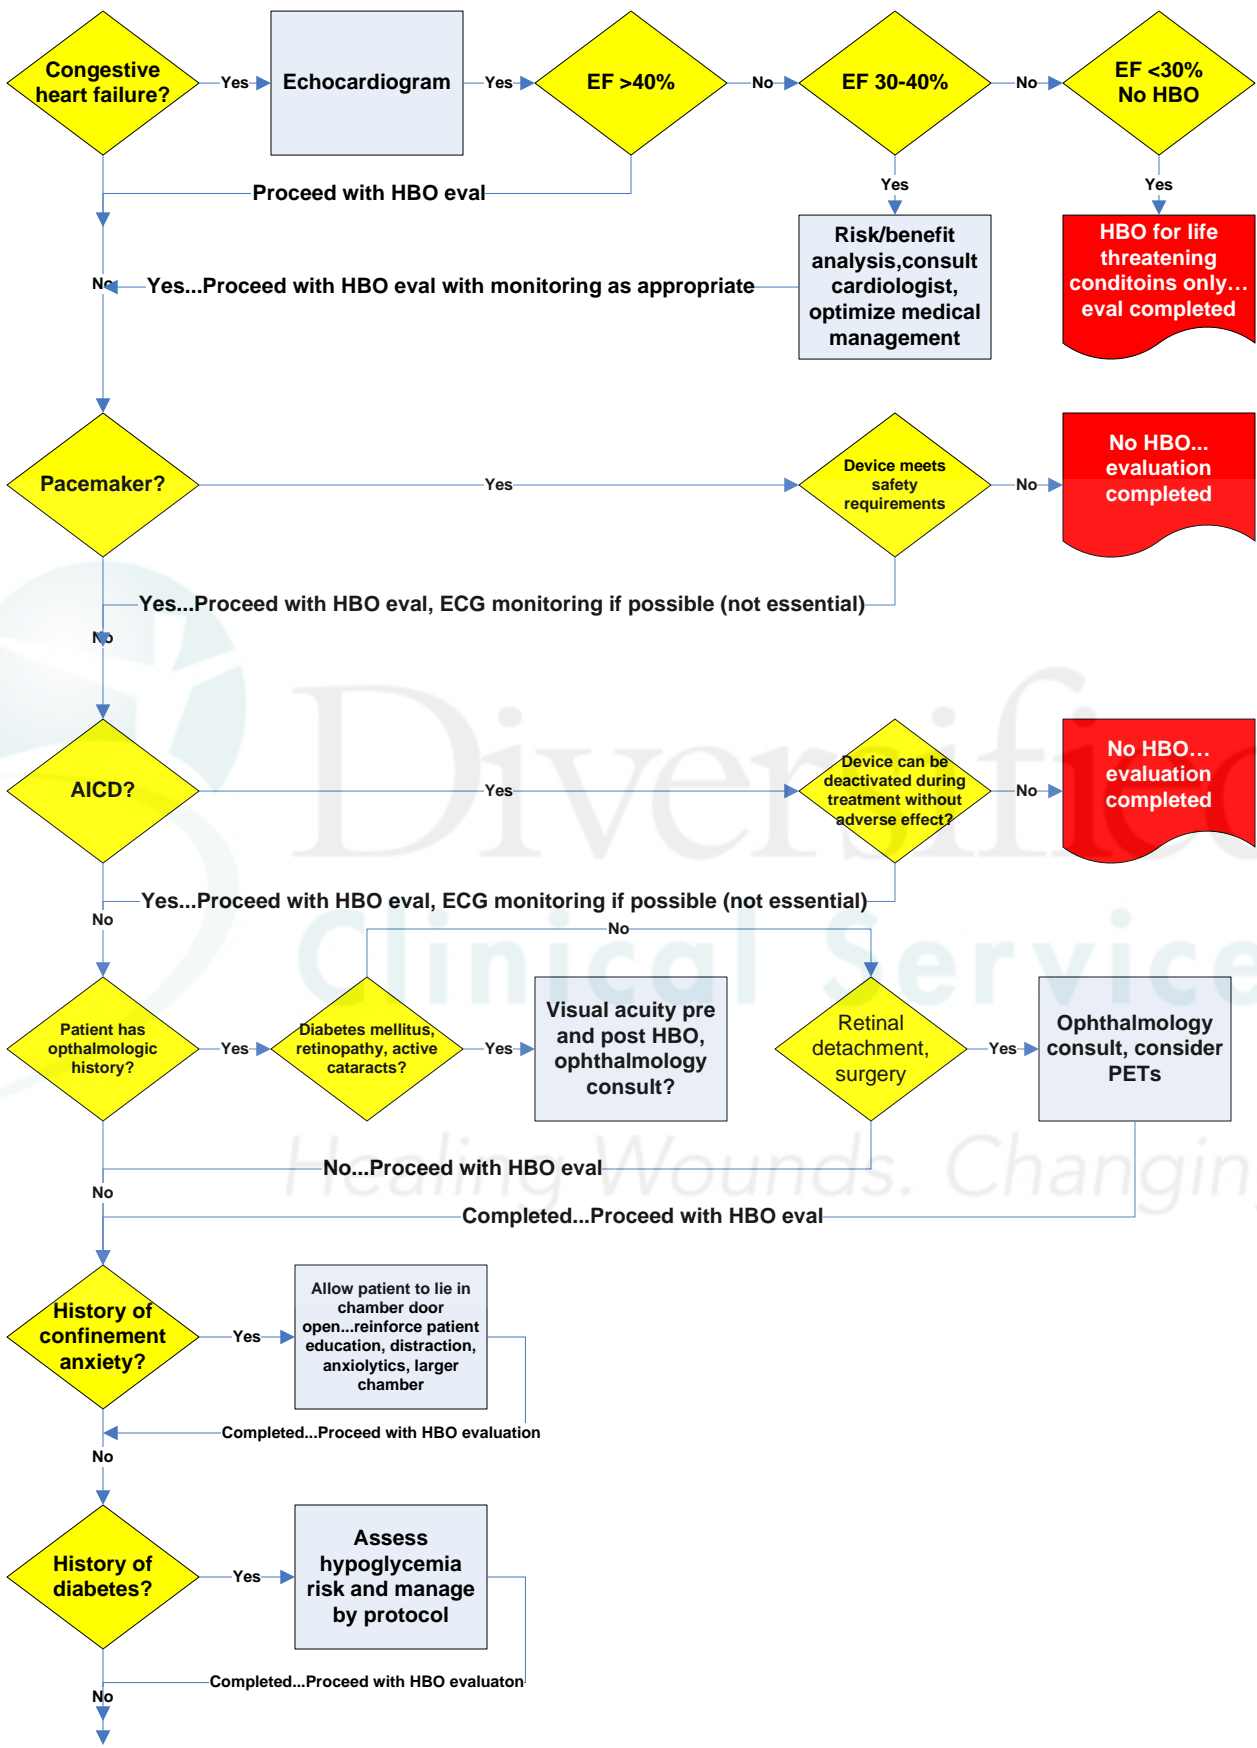 Congestive
heart failure?
Yes
Echocardiogram
Yes
EF >40%
No
EF 30-40%
No
EF <30%
No HBO
Proceed with HBO eval
Yes
Yes
Risk/benefit
analysis,consult
cardiologist,
optimize medical
management
HBO for life
threatening
conditoins only…
eval completed
No
Yes...Proceed with HBO eval with monitoring as appropriate
Pacemaker?
Yes
Device meets
safety
requirements
No
No HBO...
evaluation
completed
Yes...Proceed with HBO eval, ECG monitoring if possible (not essential)
No
Diversified
AICD?
Yes
Device can be
deactivated during
treatment without
adverse effect?
No
No HBO…
evaluation
completed
Yes...Proceed with HBO eval, ECG monitoring if possible (not essential)
No
No
Clinical Service
Patient has
opthalmologic
history?
Yes
Diabetes mellitus,
retinopathy, active
cataracts?
Yes
Visual acuity pre
and post HBO,
ophthalmology
consult?
Retinal
detachment,
surgery
Yes
Ophthalmology
consult, consider
PETs
Healing Wounds. Changin
No...Proceed with HBO eval
No
Completed...Proceed with HBO eval
History of
confinement
anxiety?
Yes
Allow patient to lie in
chamber door
open...reinforce patient
education, distraction,
anxiolytics, larger
chamber
Completed...Proceed with HBO evaluation
No
History of
diabetes?
Yes
Assess
hypoglycemia
risk and manage
by protocol
Completed...Proceed with HBO evaluaton
No